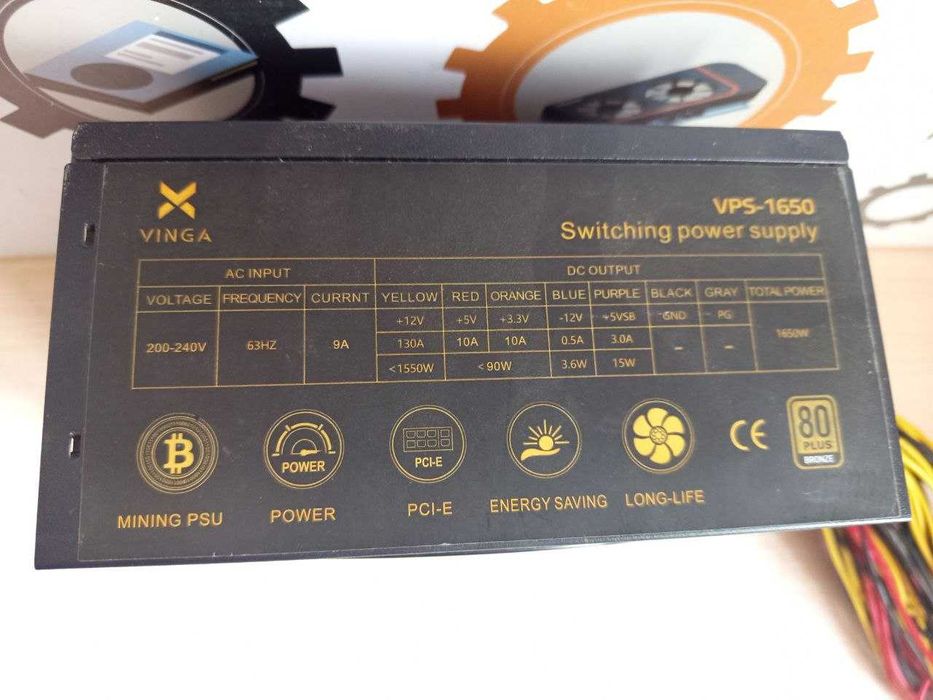 VINGA
VPS-1650
Switching power supply
AC INPUT DC OUTPUT
VOLTAGE FREQUENCY CURRNT YELLOW RED ORANGE BLUE PURPLE BLACK GRAY TOTAL POWER
200-240V 63HZ 9A +12V +5V +3.3V -12V +5VSB GND PG 1650W
130A 10A 10A 0.5A 3.0A – –
<1550W <90W 3.6W 15W
POWER
PCI-E
80
PLUS
BRONZE
CE
MINING PSU POWER PCI-E ENERGY SAVING LONG-LIFE